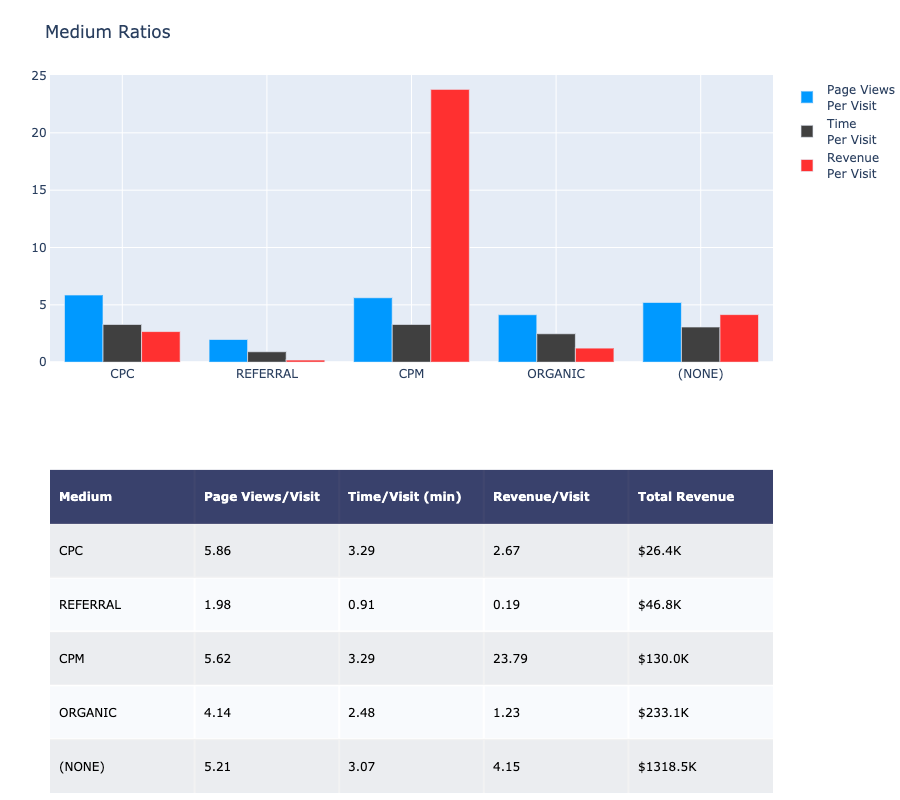 Medium Ratios
25
20
15
10
5
0
CPC REFERRAL CPM ORGANIC (NONE)
Page Views
Per Visit
Time
Per Visit
Revenue
Per Visit
Medium Page Views/Visit Time/Visit (min) Revenue/Visit Total Revenue
CPC 5.86 3.29 2.67 $26.4K
REFERRAL 1.98 0.91 0.19 $46.8K
CPM 5.62 3.29 23.79 $130.0K
ORGANIC 4.14 2.48 1.23 $233.1K
(NONE) 5.21 3.07 4.15 $1318.5K